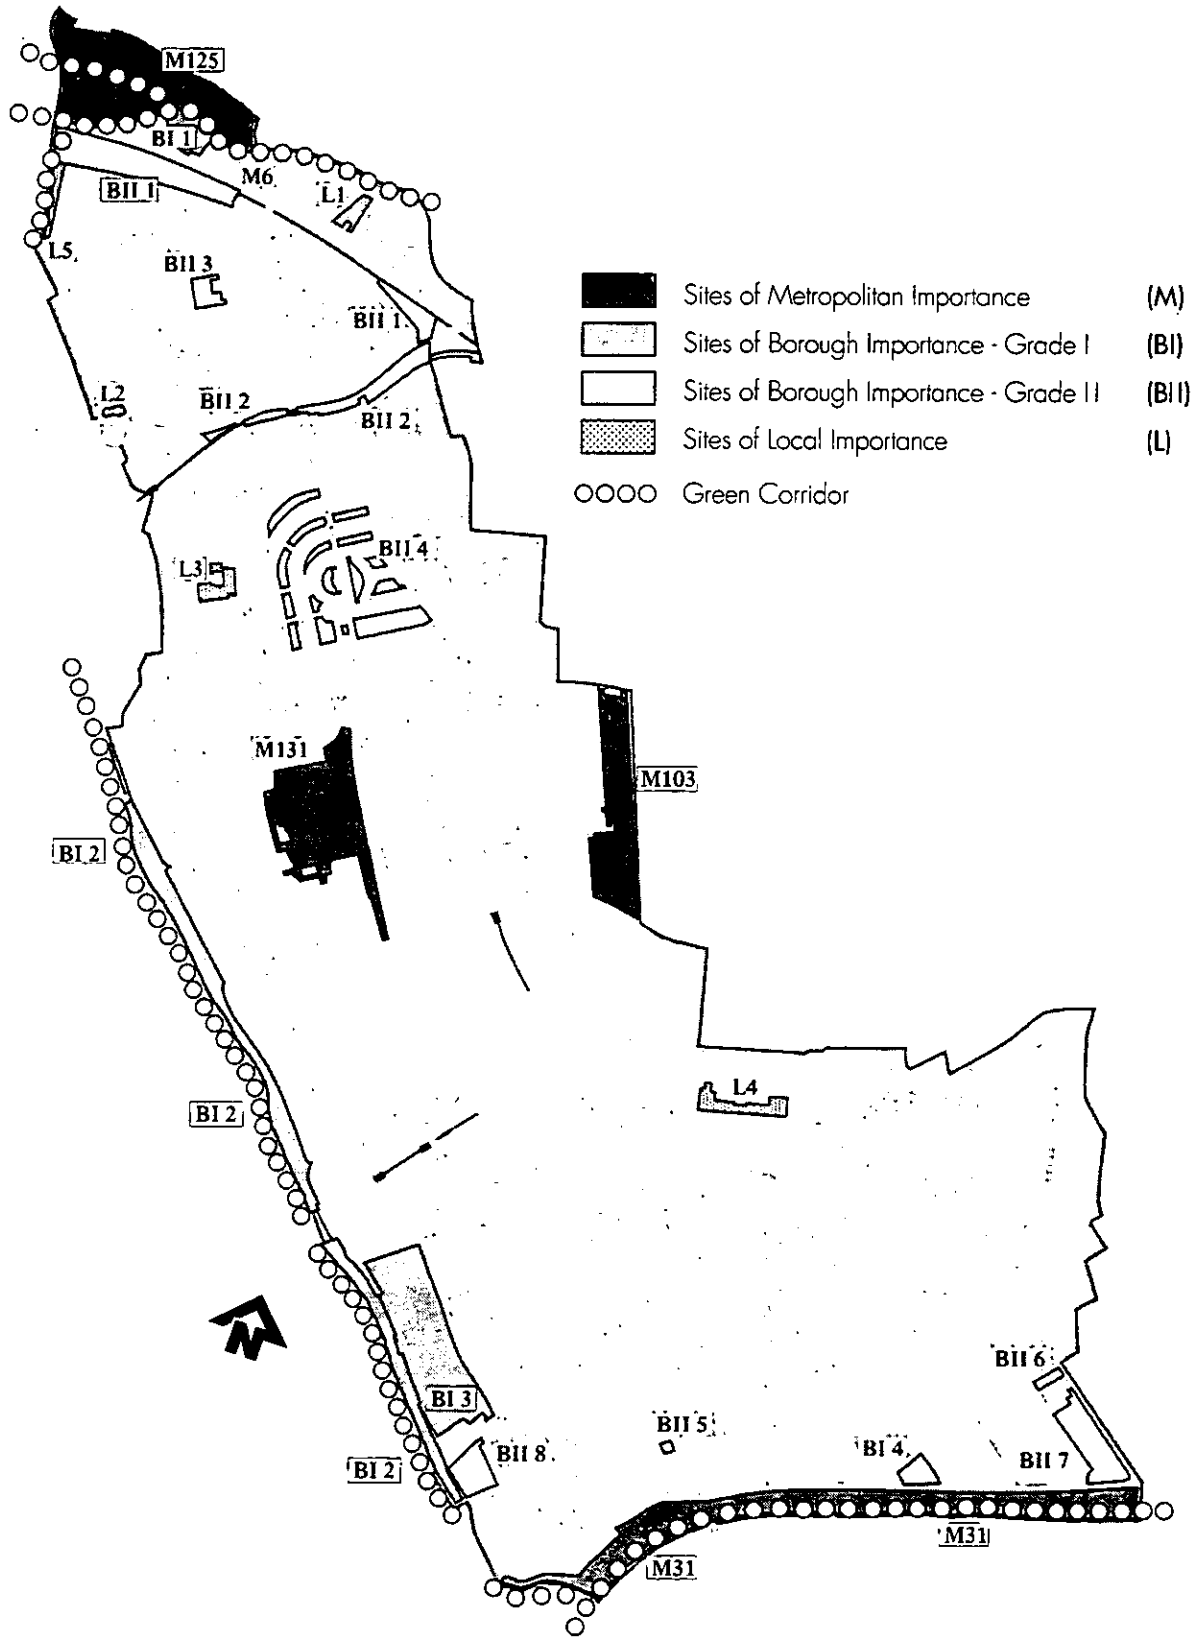 M125
BI 1
M6
BII 1
L1
L5
BII 3
BII 1
L2
BII 2
BII 2
Sites of Metropolitan Importance (M)
Sites of Borough Importance - Grade I (BI)
Sites of Borough Importance - Grade II (BII)
Sites of Local Importance (L)
Green Corridor
BII 4
L3
M131
M103
BI 2
L4
BI 2
N
BII 6
BI 3
BII 5
BI 4
BII 7
BII 8
BI 2
M31
M31